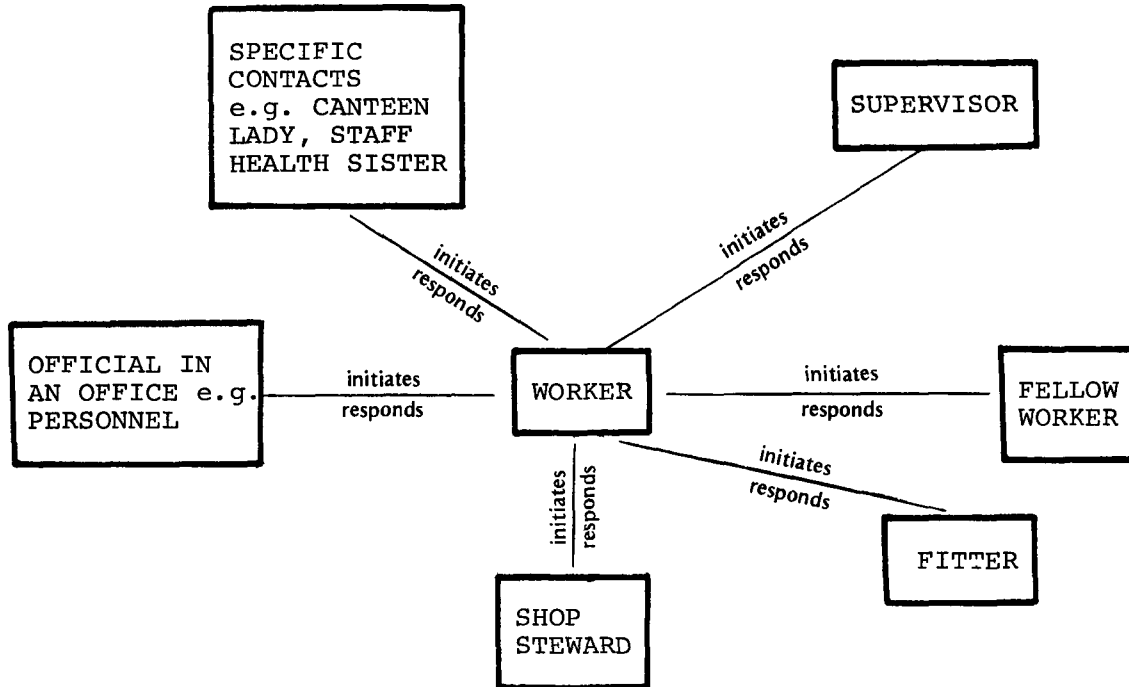 SPECIFIC
CONTACTS
e.g. CANTEEN
LADY, STAFF
HEALTH SISTER
SUPERVISOR
initiates
responds
initiates
responds
OFFICIAL IN
AN OFFICE e.g.
PERSONNEL
initiates
responds
WORKER
initiates
responds
FELLOW
WORKER
initiates
responds
initiates
responds
FITTER
SHOP
STEWARD